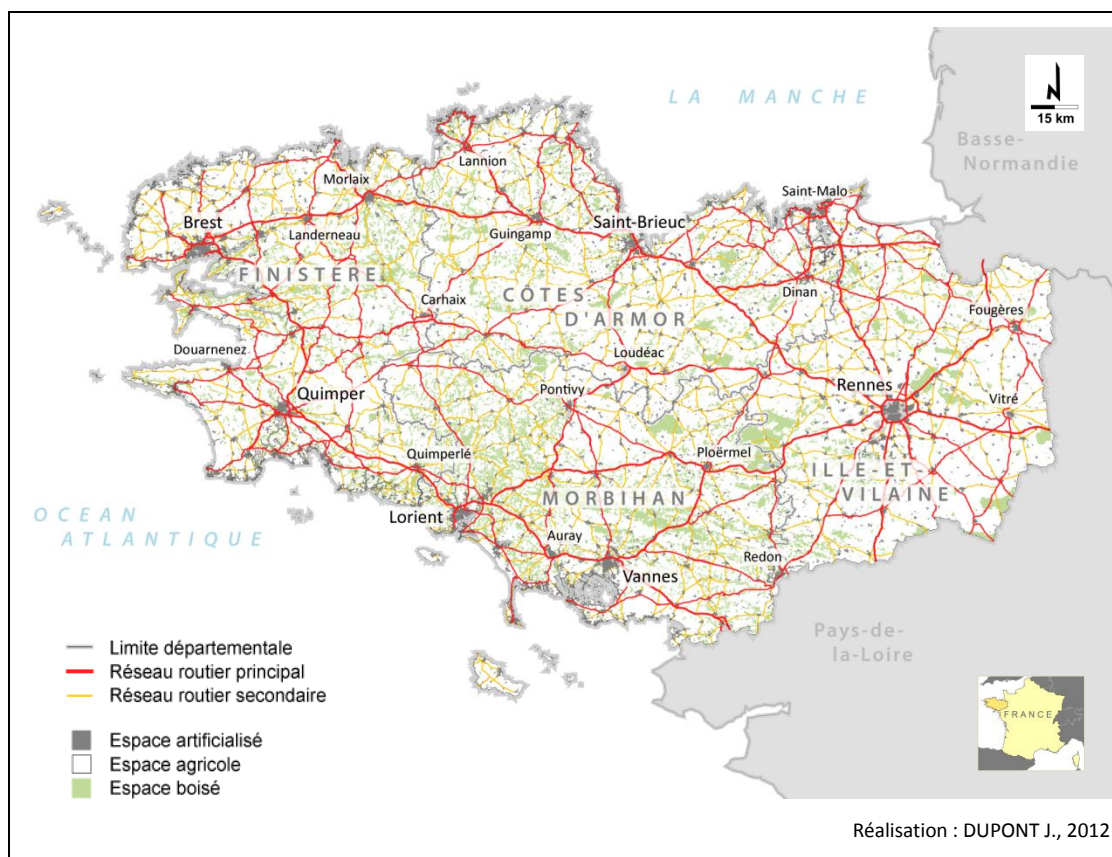 LA MANCHE
15 km
Basse-
Normandie
Lannion
Morlaix
Saint-Malo
Brest
Landerneau
Guingamp
Saint-Brieuc
FINISTERE
Carhaix
CÔTES
D'ARMOR
Dinan
Fougères
Douarnenez
Loudéac
Quimper
Pontivy
Rennes
Vitré
Quimperlé
Ploërmel
MORBIHAN
ILLE-ET-
VILAINE
OCEAN
ATLANTIQUE
Lorient
Auray
Redon
Vannes
Pays-de-
la-Loire
Limite départementale
Réseau routier principal
Réseau routier secondaire
FRANCE
Espace artificialisé
Espace agricole
Espace boisé
Réalisation : DUPONT J., 2012